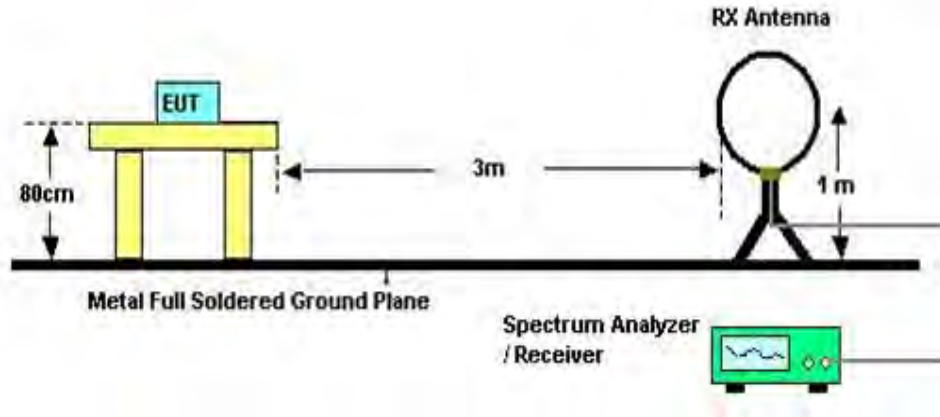 RX Antenna
EUT
80cm
3m
1 m
Metal Full Soldered Ground Plane
Spectrum Analyzer
/ Receiver